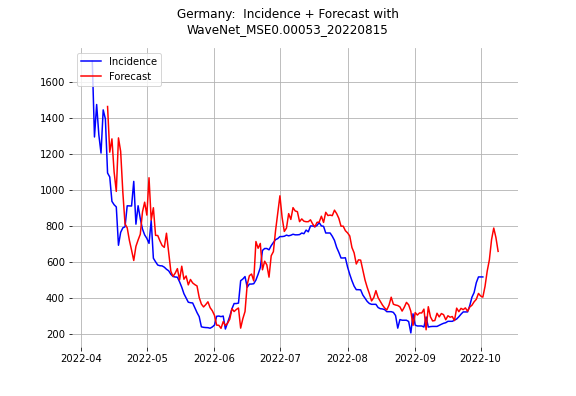 Germany:  Incidence + Forecast with
WaveNet_MSE0.00053_20220815
Incidence
Forecast
1600
1400
1200
1000
800
600
400
200
2022-04 2022-05 2022-06 2022-07 2022-08 2022-09 2022-10